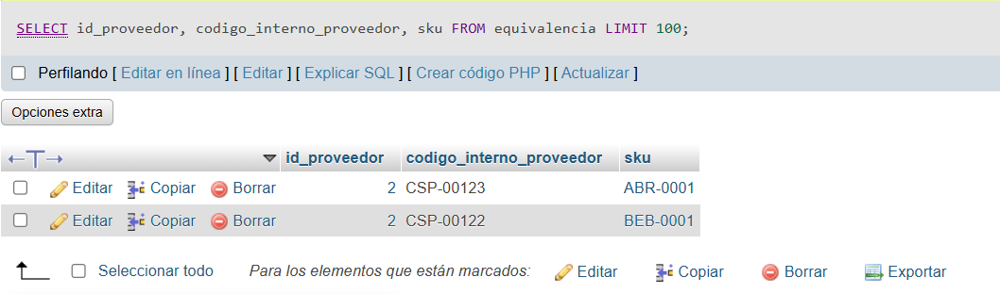 SELECT id_proveedor, codigo_interno_proveedor, sku FROM equivalencia LIMIT 100;
Perfilando [ Editar en línea ] [ Editar ] [ Explicar SQL ] [ Crear código PHP ] [ Actualizar ]
Opciones extra
←T→ id_proveedor codigo_interno_proveedor sku
Editar Copiar Borrar 2 CSP-00123 ABR-0001
Editar Copiar Borrar 2 CSP-00122 BEB-0001
Seleccionar todo Para los elementos que están marcados: Editar Copiar Borrar Exportar